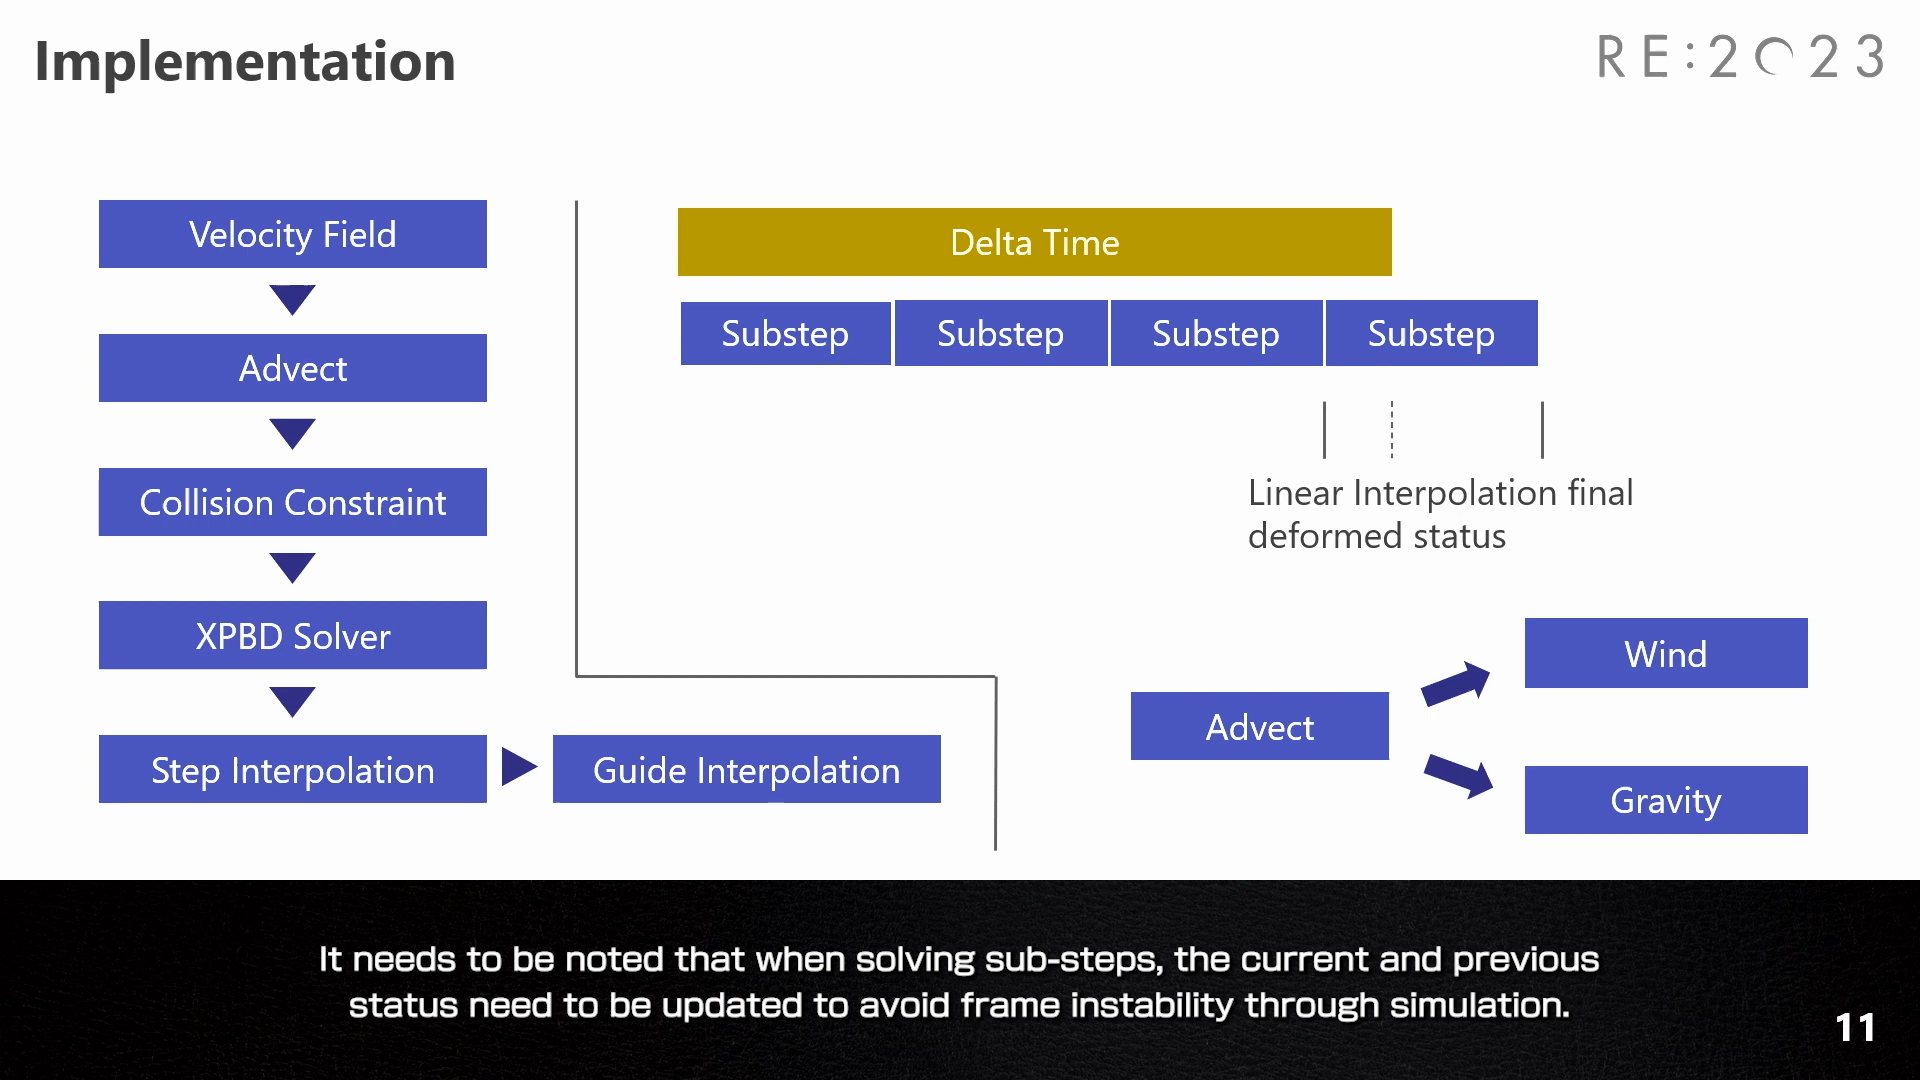 Implementation
RE:2023
Velocity Field
Advect
Collision Constraint
XPBD Solver
Step Interpolation
Guide Interpolation
Delta Time
Substep Substep Substep Substep
Linear Interpolation final
deformed status
Advect
Wind
Gravity
It needs to be noted that when solving sub-steps, the current and previous
status need to be updated to avoid frame instability through simulation.
11